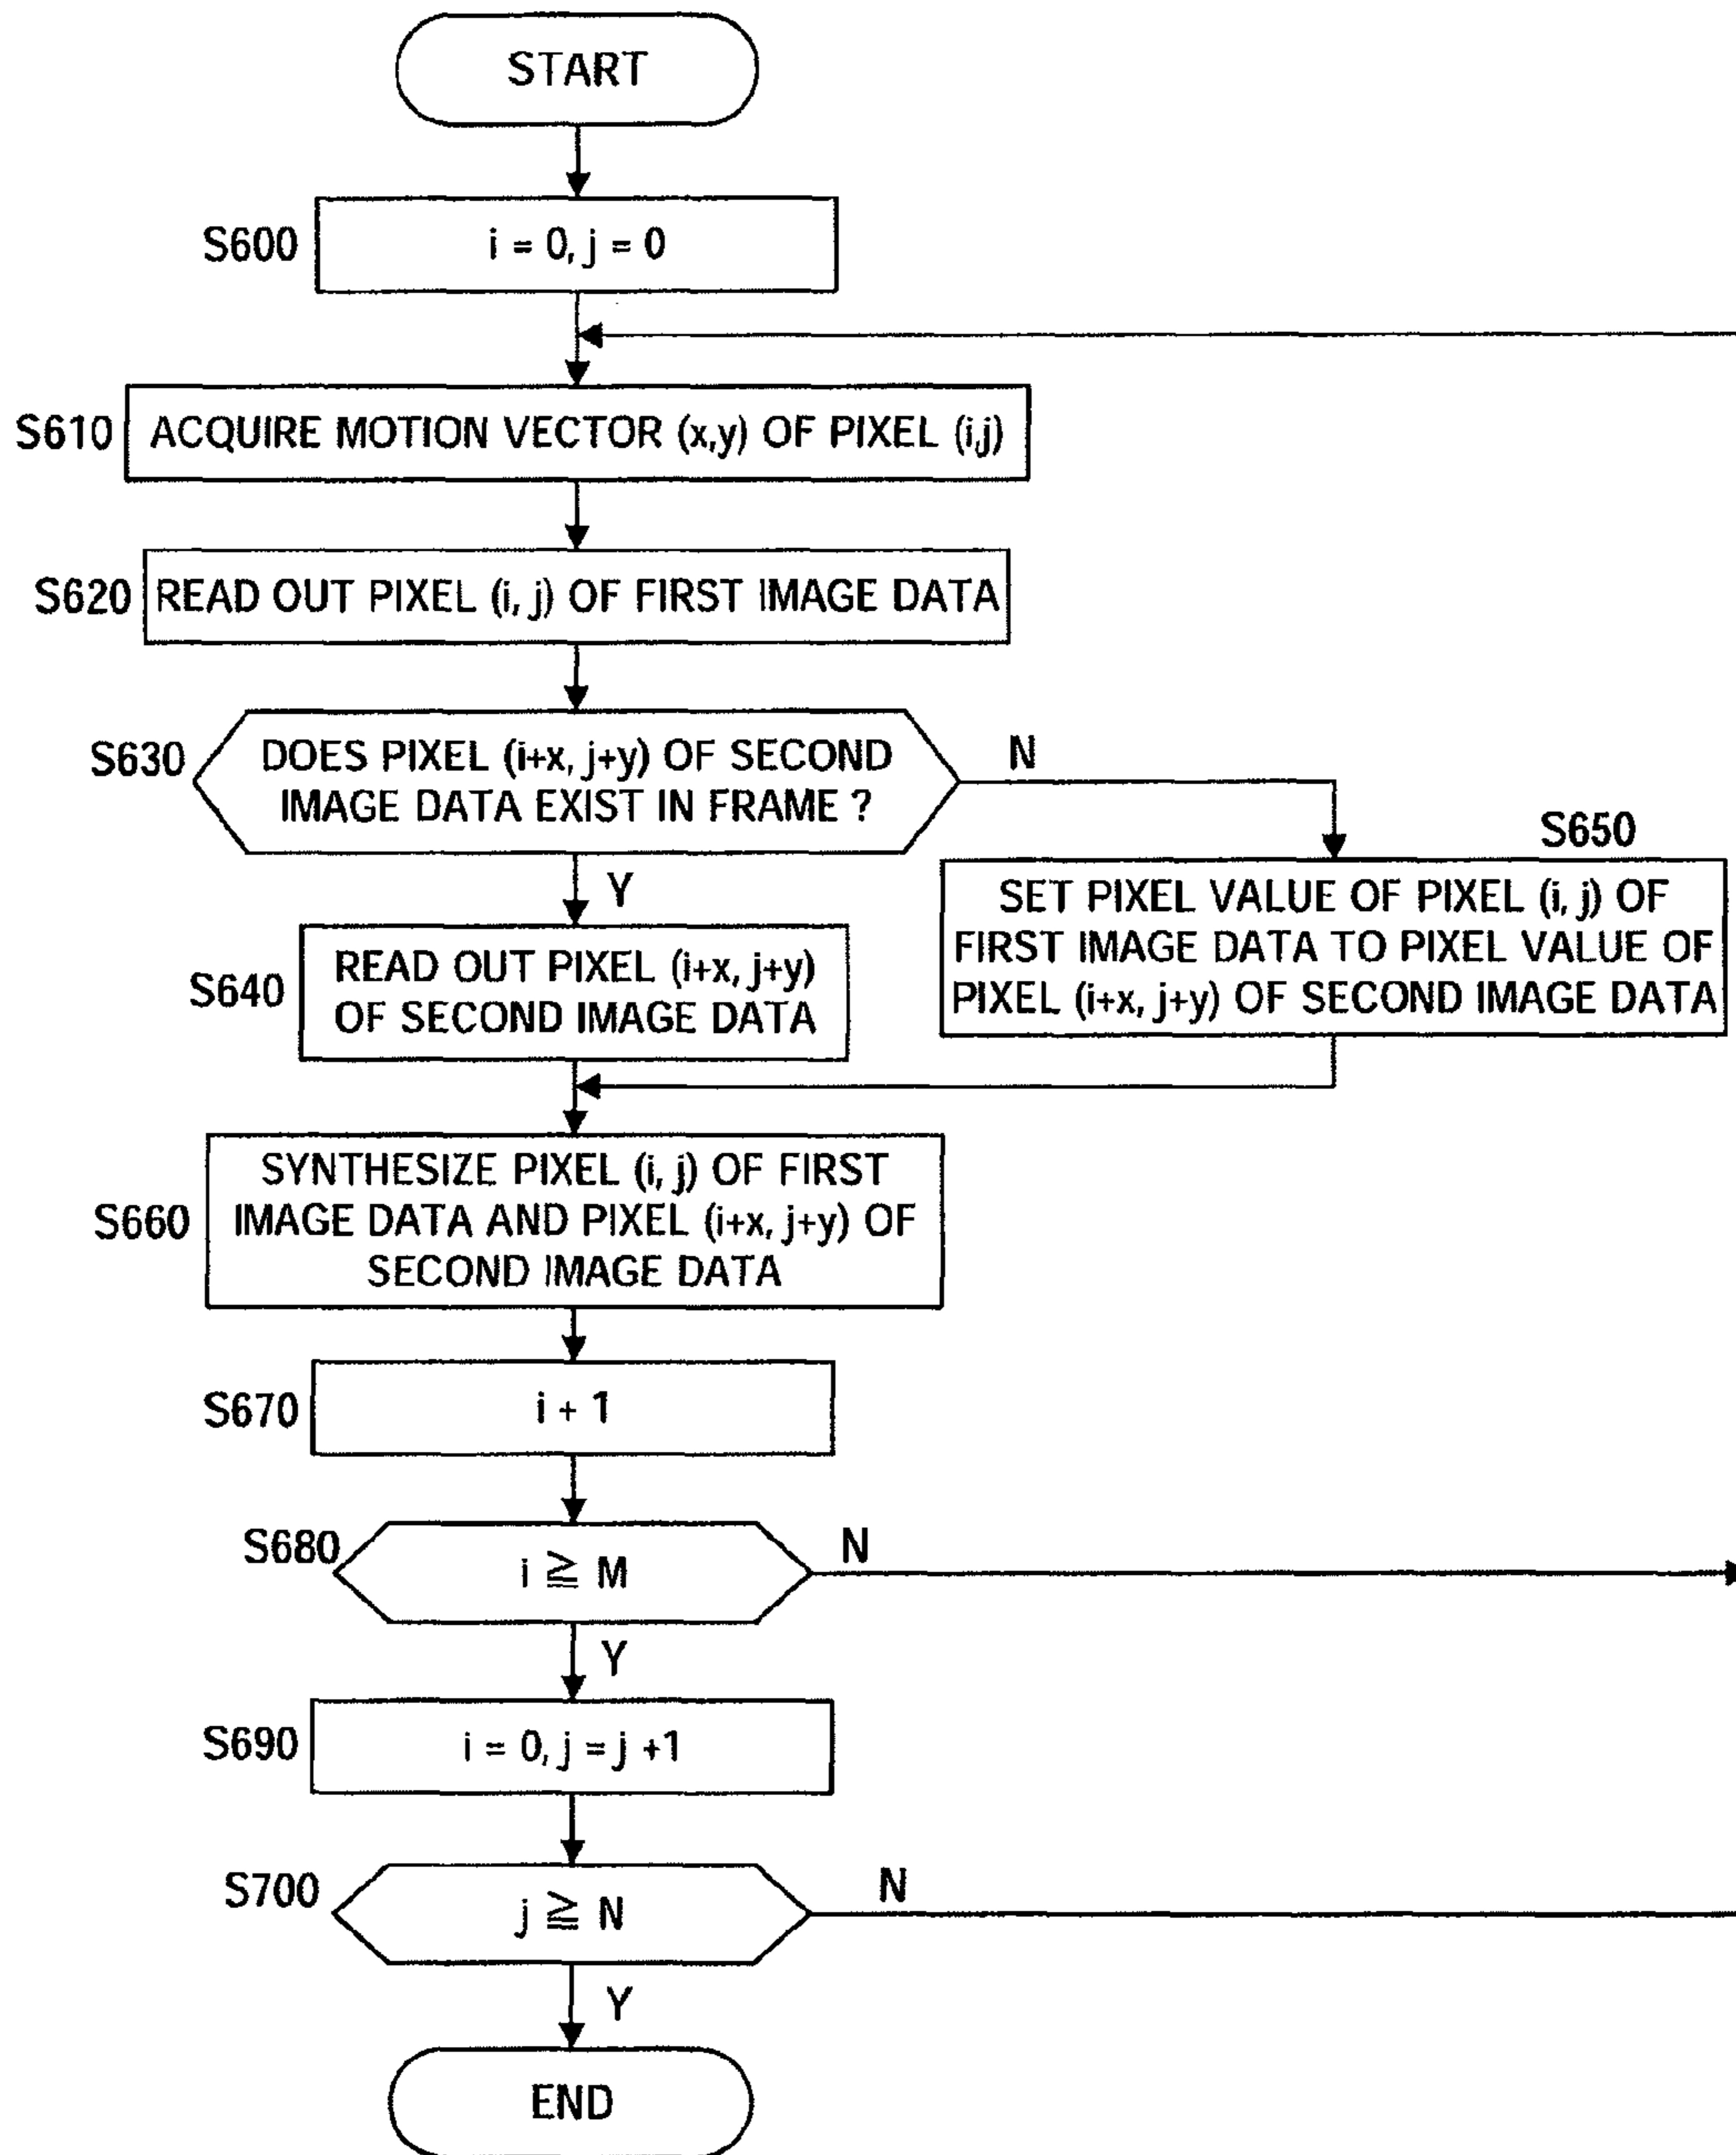 START
S600
i = 0, j = 0
S610
ACQUIRE MOTION VECTOR (x,y) OF PIXEL (i,j)
S620
READ OUT PIXEL (i, j) OF FIRST IMAGE DATA
S630
DOES PIXEL (i+x, j+y) OF SECOND
IMAGE DATA EXIST IN FRAME ?
N
Y
S650
SET PIXEL VALUE OF PIXEL (i, j) OF
FIRST IMAGE DATA TO PIXEL VALUE OF
PIXEL (i+x, j+y) OF SECOND IMAGE DATA
S640
READ OUT PIXEL (i+x, j+y)
OF SECOND IMAGE DATA
S660
SYNTHESIZE PIXEL (i, j) OF FIRST
IMAGE DATA AND PIXEL (i+x, j+y) OF
SECOND IMAGE DATA
S670
i + 1
S680
i ≧ M
N
Y
S690
i = 0, j = j +1
S700
j ≧ N
N
Y
END